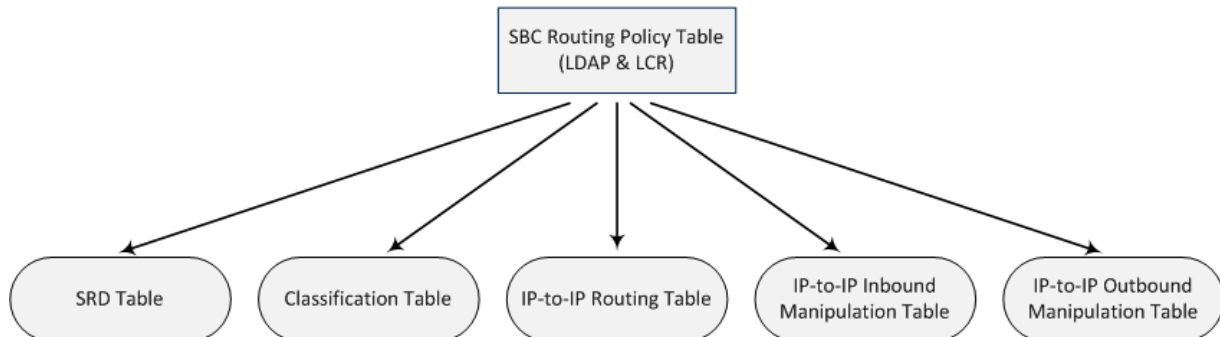 SBC Routing Policy Table
(LDAP & LCR)
SRD Table
Classification Table
IP-to-IP Routing Table
IP-to-IP Inbound
Manipulation Table
IP-to-IP Outbound
Manipulation Table